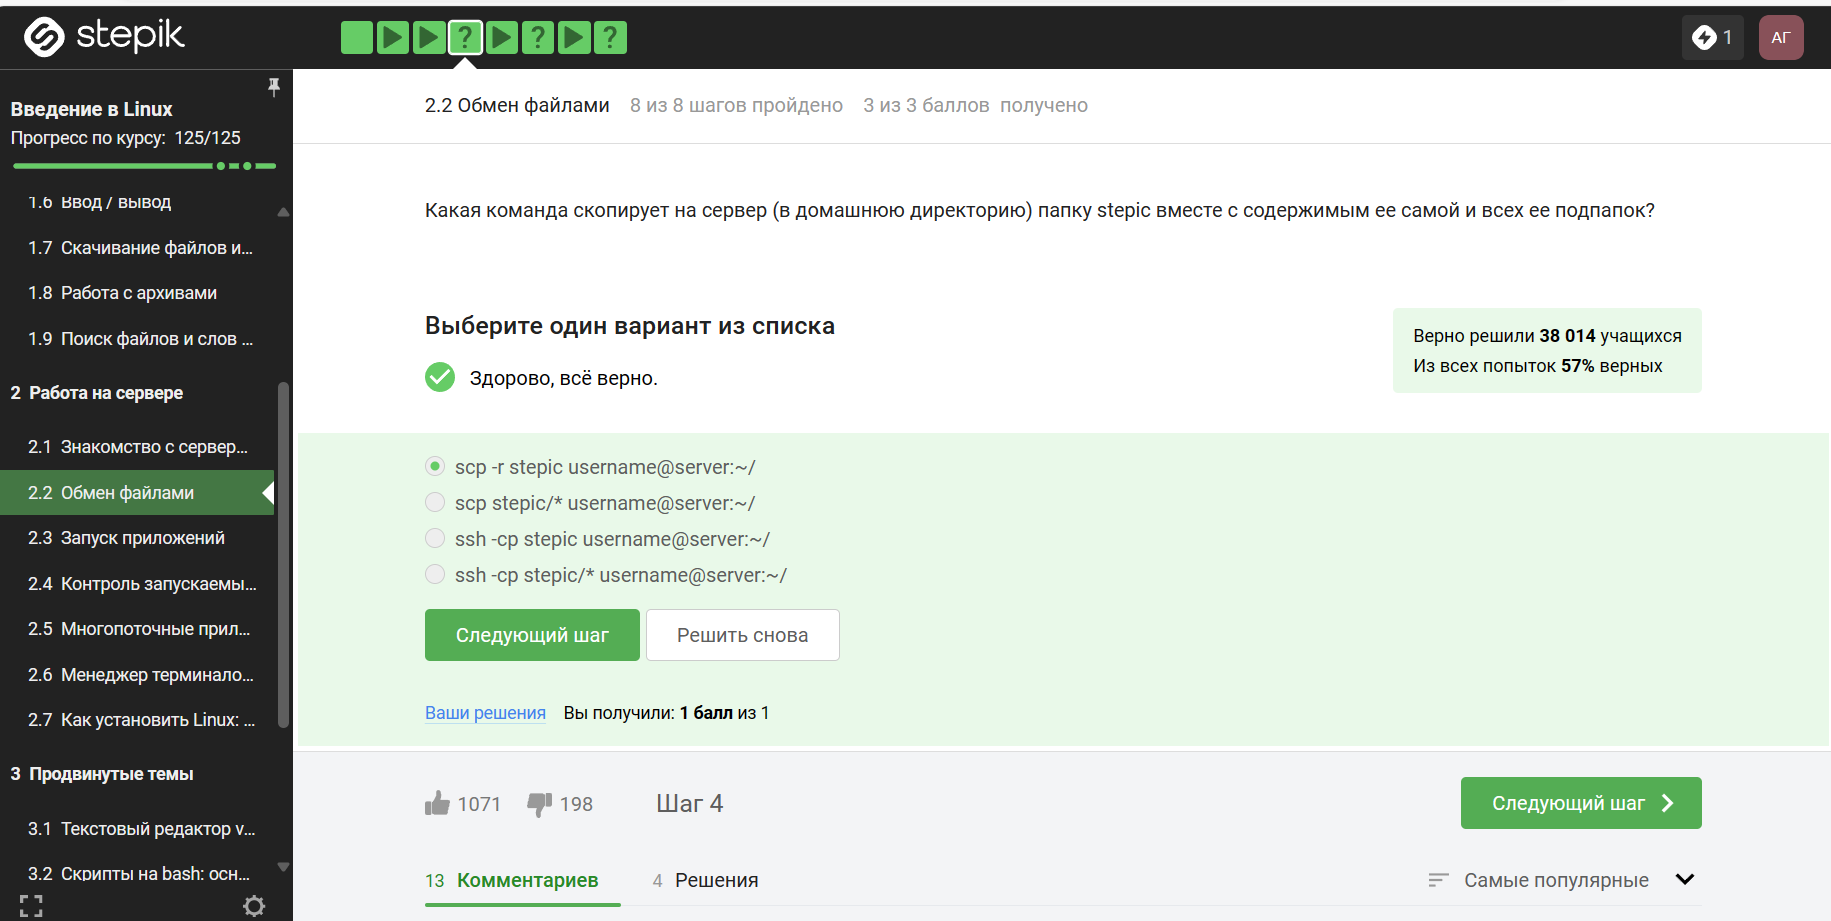 stepik
? ? ?
1
АГ
Введение в Linux
Прогресс по курсу: 125/125
1.6 Ввод / вывод
1.7 Скачивание файлов и...
1.8 Работа с архивами
1.9 Поиск файлов и слов ...
2 Работа на сервере
2.1 Знакомство с сервер...
2.2 Обмен файлами
2.3 Запуск приложений
2.4 Контроль запускаемы...
2.5 Многопоточные прил...
2.6 Менеджер терминало...
2.7 Как установить Linux: ...
3 Продвинутые темы
3.1 Текстовый редактор v...
3.2 Скрипты на bash: осн...
2.2 Обмен файлами 8 из 8 шагов пройдено 3 из 3 баллов получено
Какая команда скопирует на сервер (в домашнюю директорию) папку stepic вместе с содержимым ее самой и всех ее подпапок?
Выберите один вариант из списка
Здорово, всё верно.
Верно решили 38 014 учащихся
Из всех попыток 57% верных
scp -r stepic username@server:~/
scp stepic/* username@server:~/
ssh -cp stepic username@server:~/
ssh -cp stepic/* username@server:~/
Следующий шаг
Решить снова
Ваши решения Вы получили: 1 балл из 1
1071 198 Шаг 4
Следующий шаг
13 Комментариев 4 Решения
Самые популярные